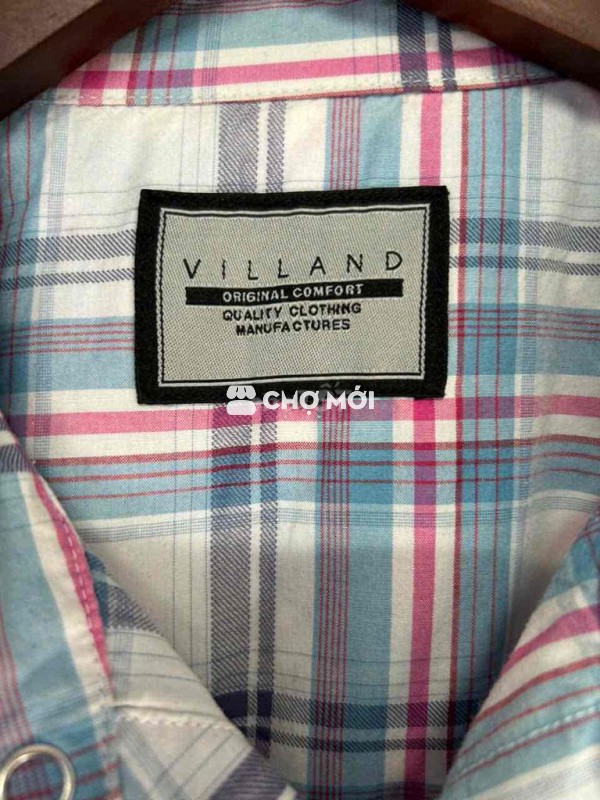 VILLAND
ORIGINAL COMFORT
QUALITY CLOTHING
MANUFACTURES
CHỢ MỚI